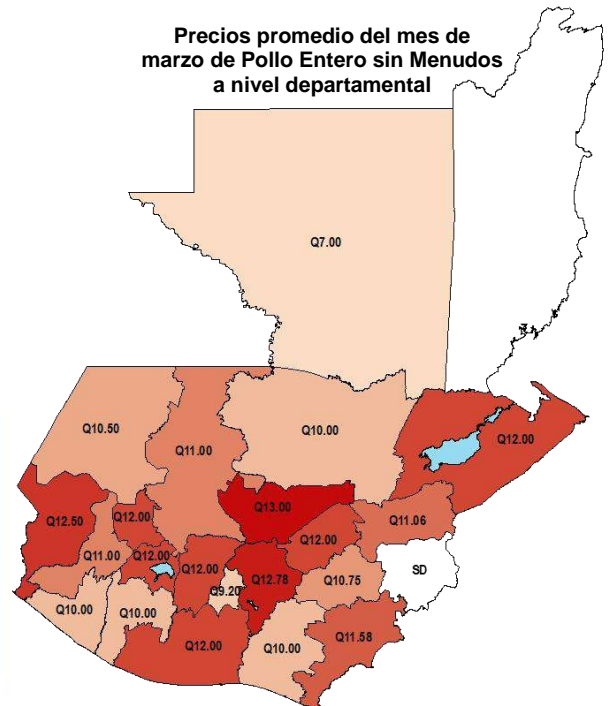 Precios promedio del mes de
marzo de Pollo Entero sin Menudos
a nivel departamental
Q7.00
Q10.50
Q11.00
Q10.00
Q12.00
Q12.50
Q12.00
Q13.00
Q11.06
Q11.00
Q12.00
Q12.00
Q12.00
SD
Q12.78
Q10.75
Q9.20
Q10.00
Q10.00
Q12.00
Q10.00
Q11.58